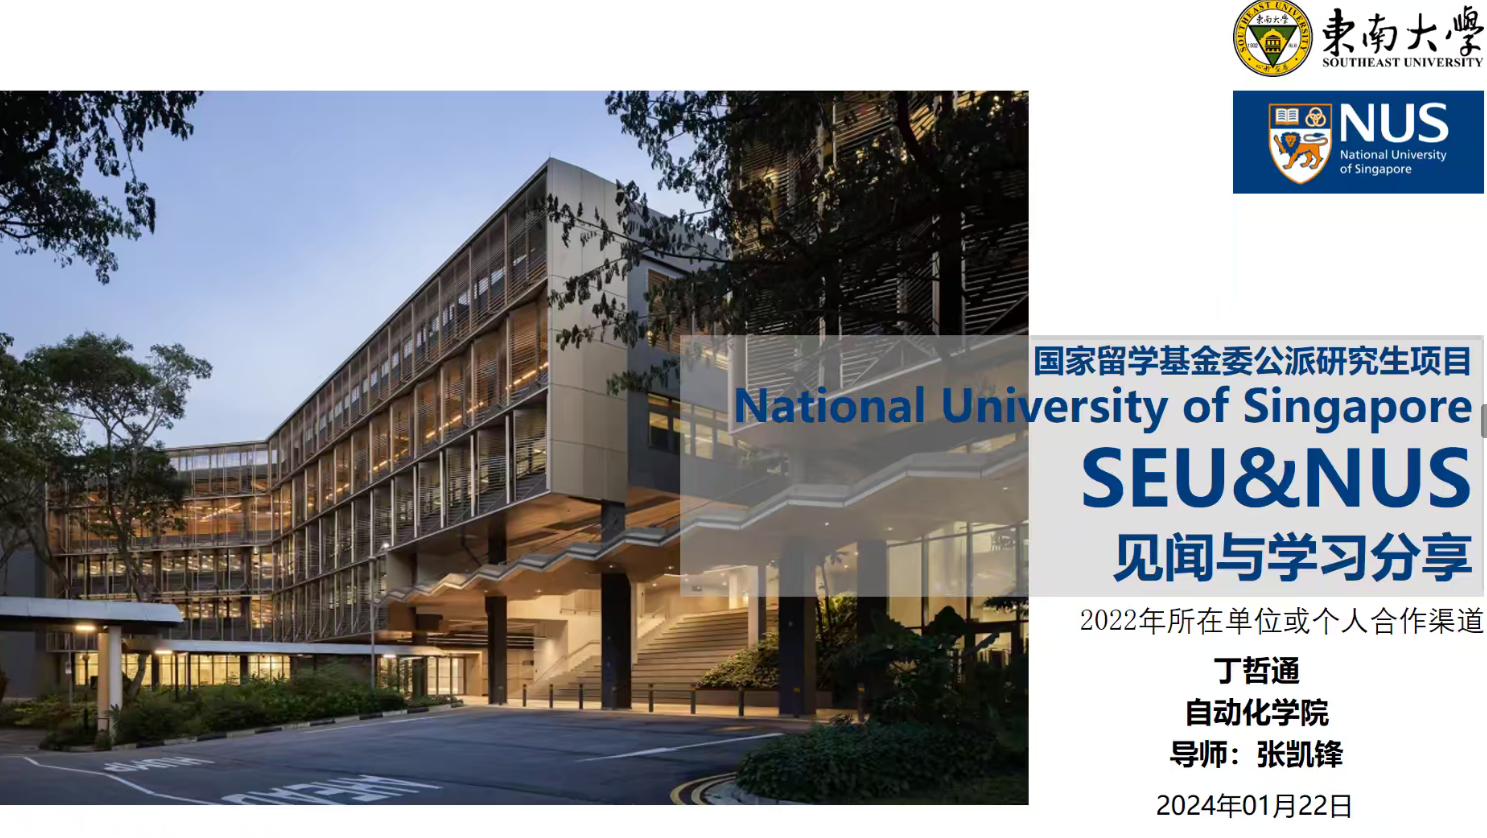 東南大學
SOUTHEAST UNIVERSITY
NUS
National University
of Singapore
国家留学基金委公派研究生项目
National University of Singapore
SEU&NUS
见闻与学习分享
2022年所在单位或个人合作渠道
丁哲通
自动化学院
导师：张凯锋
2024年01月22日
HUMP
AHEAD